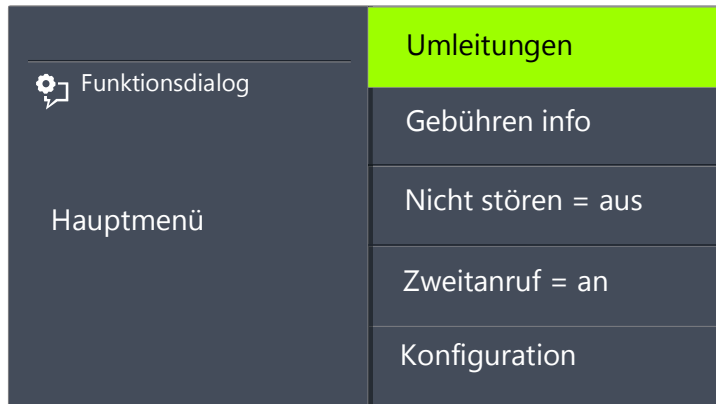 Funktionsdialog
Hauptmenü
Umleitungen
Gebühren info
Nicht stören = aus
Zweitanruf = an
Konfiguration